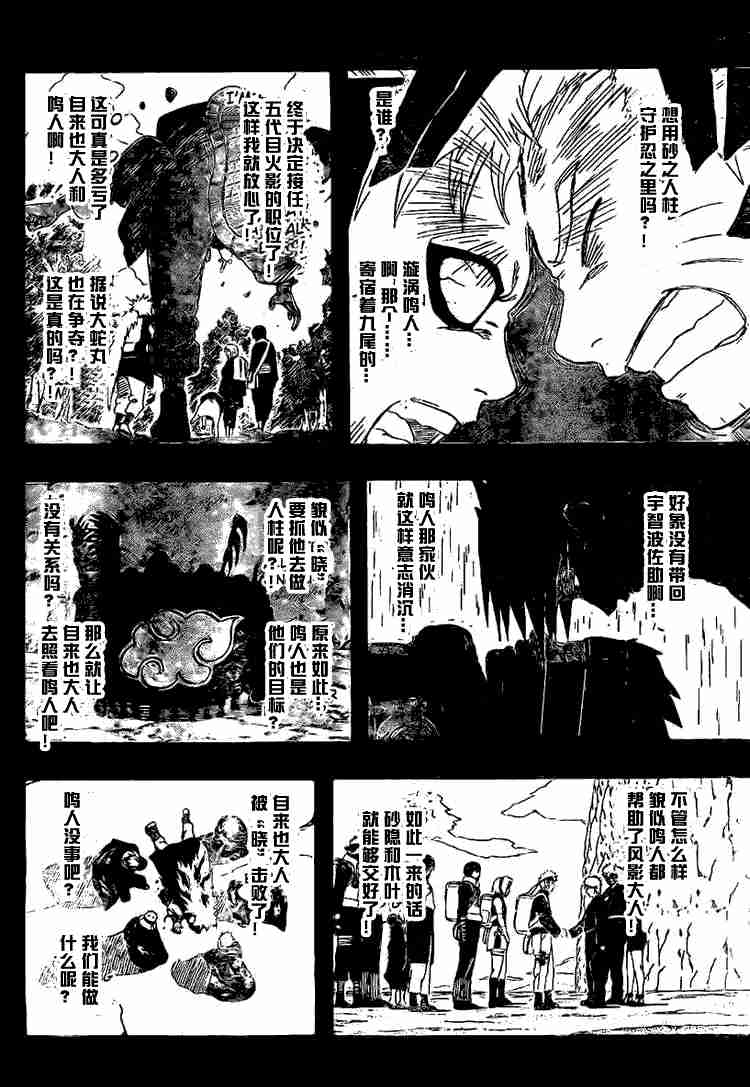 想用砂之人柱
守护忍之里吗？！
是谁？
漩涡鸣人…
啊…那个……
寄宿着九尾的…
终于决定接任
五代目火影的职位了！
这样我就放心了！
这可真是多亏了
自来也大人和
鸣人啊！
据说大蛇丸
也在争夺？！
这是真的吗？！
好象没有带回
宇智波佐助啊……
鸣人那家伙
就这样意志消沉……
貌似“晓”
要抓他去做
人柱呢？！
没有关系吗？
原来如此…
鸣人也是
他们的目标？
那么就让
自来也大人
去照看鸣人吧！
不管怎么样
貌似鸣人都
帮助了风影大人！
如此一来的话
砂隐和木叶
就能够交好了！
自来也大人
被“晓”击败了！
鸣人没事吧？
我们能做
什么呢？